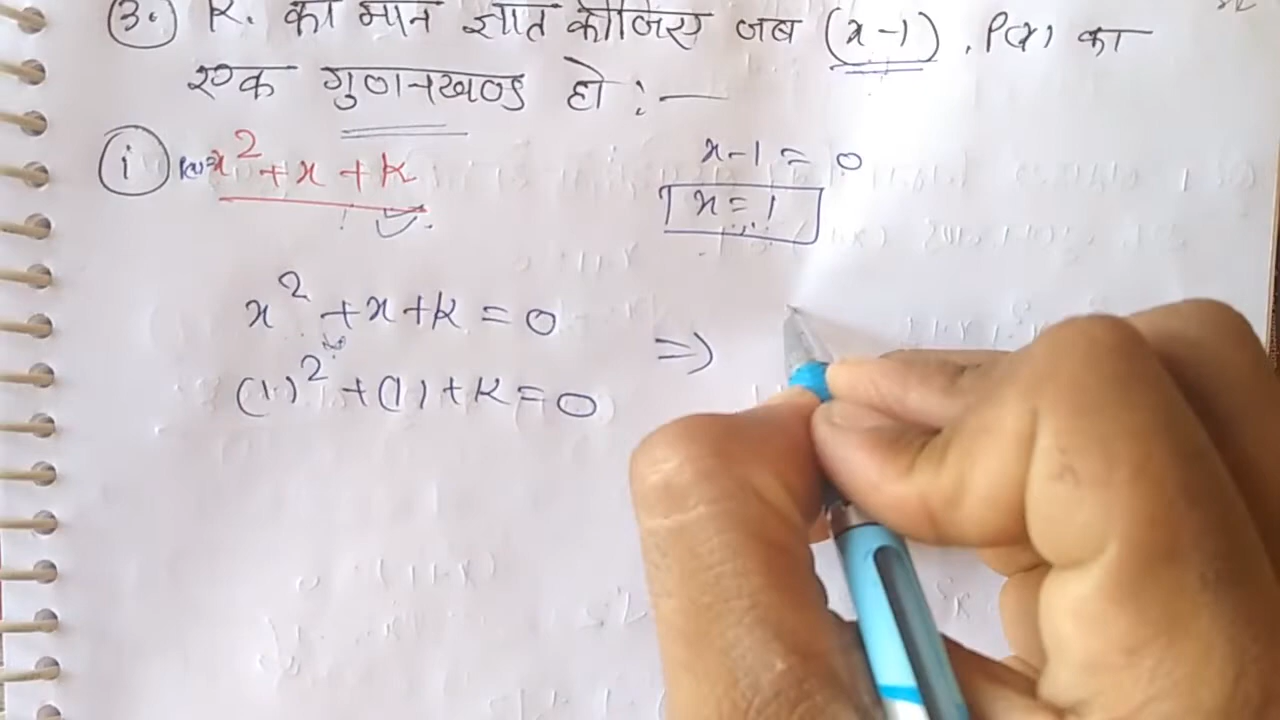 3. K. का मान ज्ञात कीजिए जब (x-1), P(x) का
एक गुणनखण्ड हो :—
i P(x)=x²+x+k
x-1=0
x=1
x²+x+k=0
(1)²+(1)+k=0 ⇒